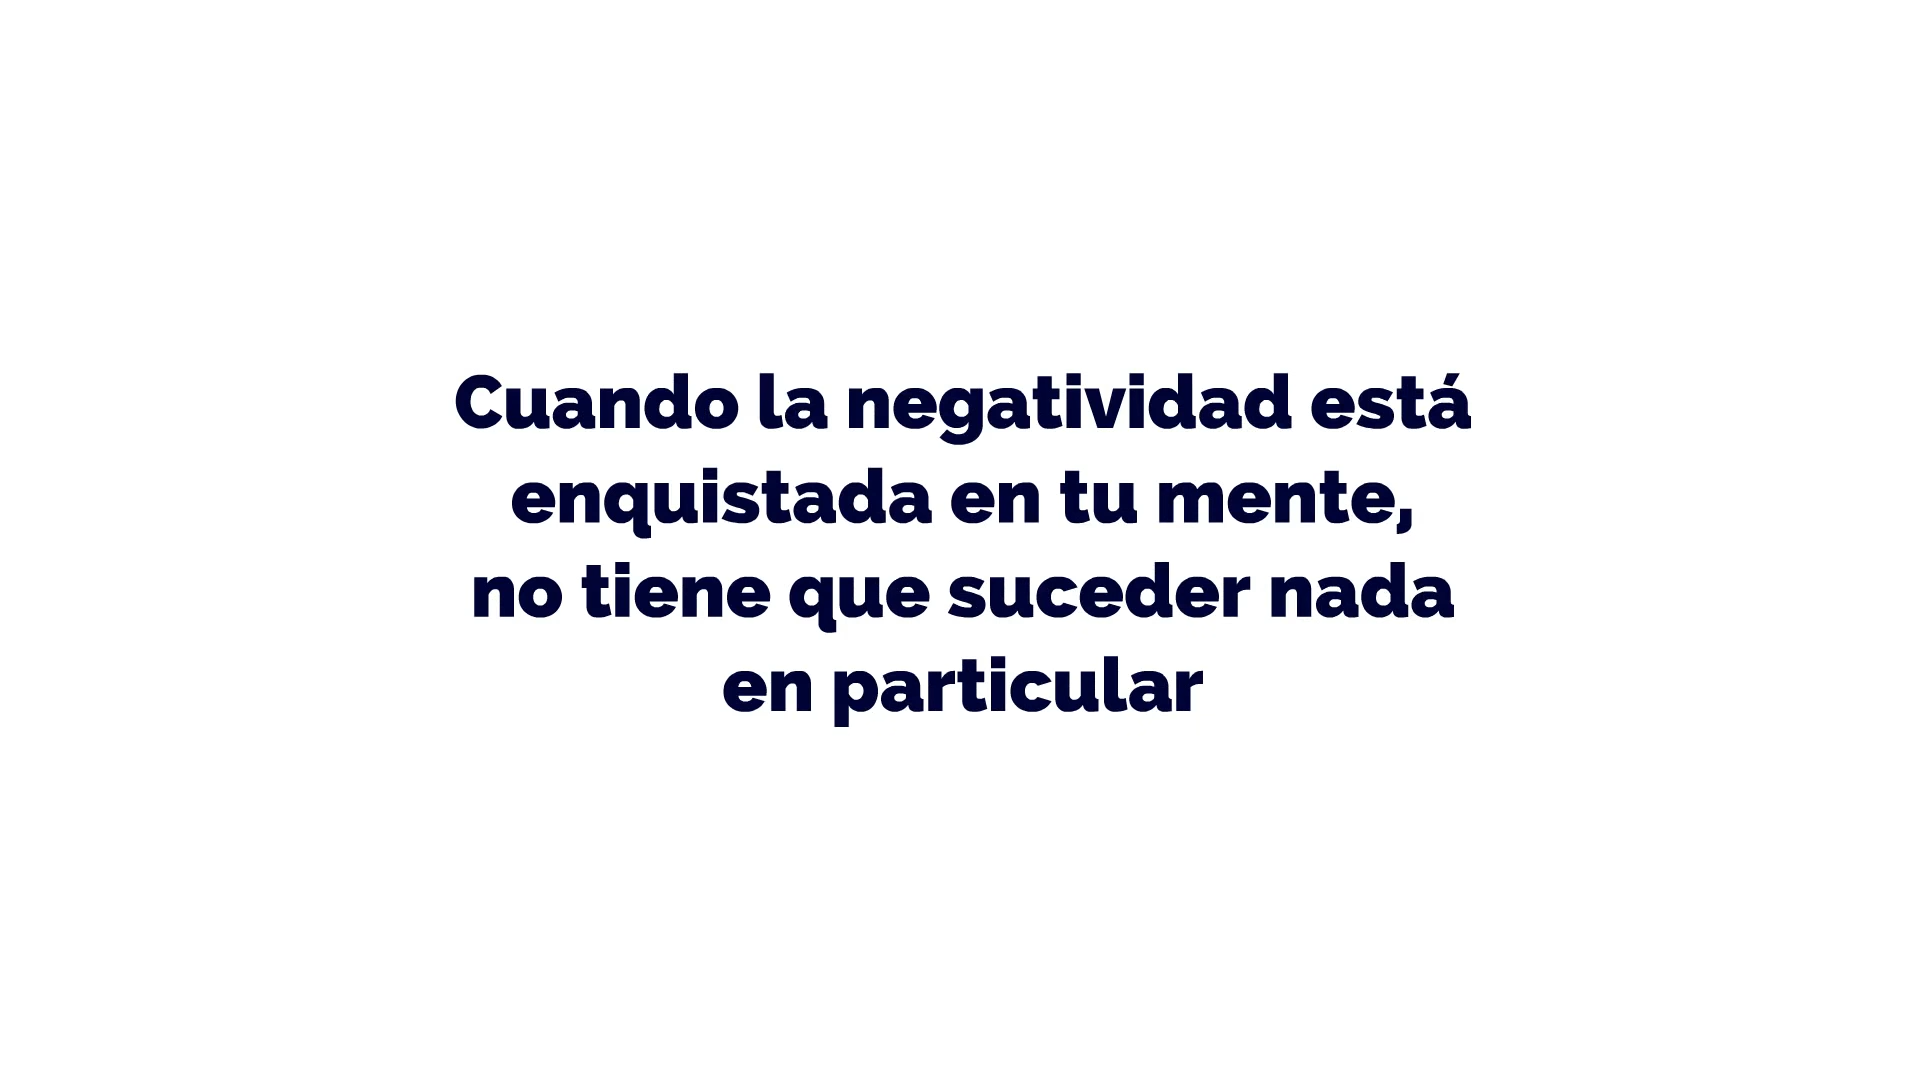 Cuando la negatividad está
enquistada en tu mente,
no tiene que suceder nada
en particular